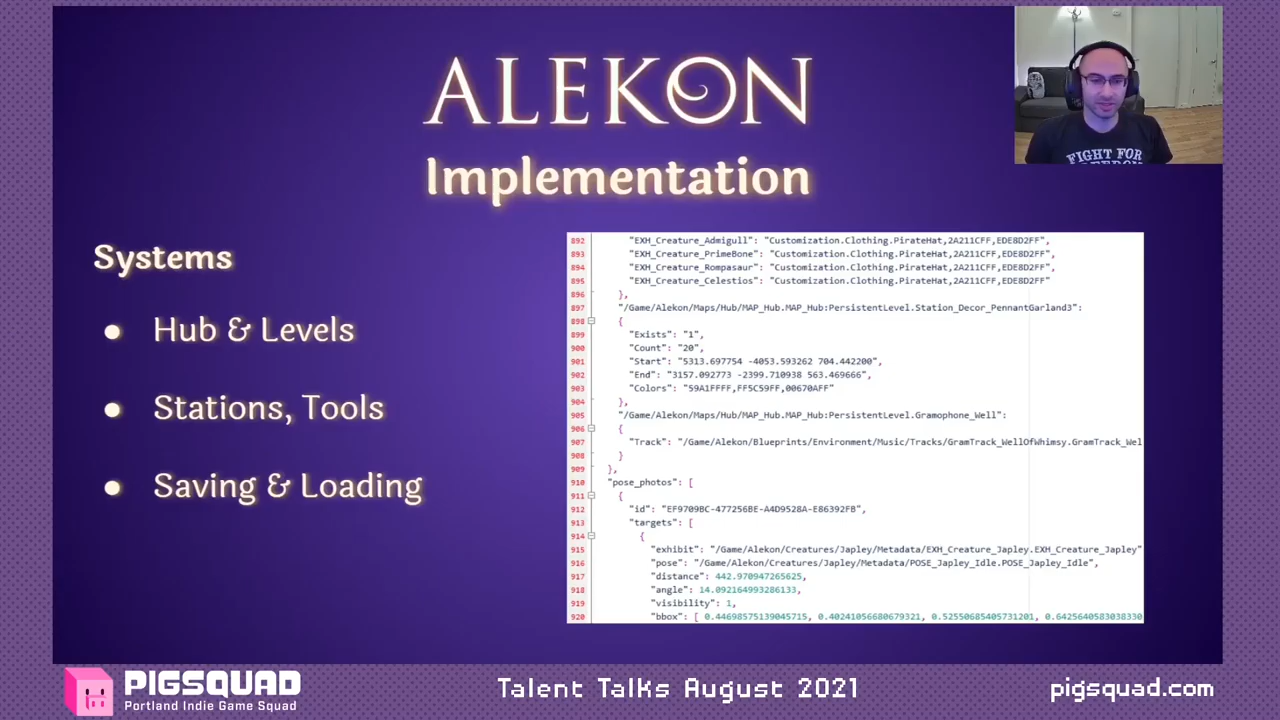 ALEKON
Implementation
FIGHT FOR
FREEDOM
Systems
● Hub & Levels
● Stations, Tools
● Saving & Loading
892 "EXH_Creature_Admigull": "Customization.Clothing.PirateHat,2A211CFF,EDE8D2FF",
893 "EXH_Creature_PrimeBone": "Customization.Clothing.PirateHat,2A211CFF,EDE8D2FF",
894 "EXH_Creature_Rompasaur": "Customization.Clothing.PirateHat,2A211CFF,EDE8D2FF",
895 "EXH_Creature_Celestios": "Customization.Clothing.PirateHat,2A211CFF,EDE8D2FF"
896 },
897 "/Game/Alekon/Maps/Hub/MAP_Hub.MAP_Hub:PersistentLevel.Station_Decor_PennantGarland3":
898 {
899 "Exists": "1",
900 "Count": "20",
901 "Start": "5313.697754 -4053.593262 704.442200",
902 "End": "3157.092773 -2399.710938 563.469666",
903 "Colors": "59A1FFFF,FF5C59FF,00670AFF"
904 },
905 "/Game/Alekon/Maps/Hub/MAP_Hub.MAP_Hub:PersistentLevel.Gramophone_Well":
906 {
907 "Track": "/Game/Alekon/Blueprints/Environment/Music/Tracks/GramTrack_WellOfWhimsy.GramTrack_Wel
908 }
909 },
910 "pose_photos": [
911 {
912 "id": "EF9709BC-477256BE-A4D9528A-E86392FB",
913 "targets": [
914 {
915 "exhibit": "/Game/Alekon/Creatures/Japley/Metadata/EXH_Creature_Japley.EXH_Creature_Japley"
916 "pose": "/Game/Alekon/Creatures/Japley/Metadata/POSE_Japley_Idle.POSE_Japley_Idle",
917 "distance": 442.970947265625,
918 "angle": 14.092164993286133,
919 "visibility": 1,
920 "bbox": [ 0.44698575139045715, 0.40241056680679321, 0.52550685405731201, 0.6425640583038330
PIGSQUAD
Portland Indie Game Squad
Talent Talks August 2021
pigsquad.com